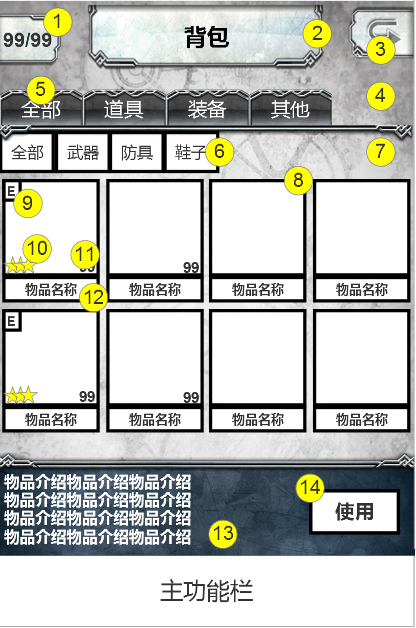 99/99
1
背包
2
3
4
5
全部 道具 装备 其他
全部 武器 防具 鞋子
6
7
8
E
9
10
11
99
99
12
物品名称 物品名称 物品名称 物品名称
E
99
99
物品名称 物品名称 物品名称 物品名称
物品介绍物品介绍物品介绍
物品介绍物品介绍物品介绍
物品介绍物品介绍物品介绍
物品介绍物品介绍物品介绍
13
14
使用
主功能栏